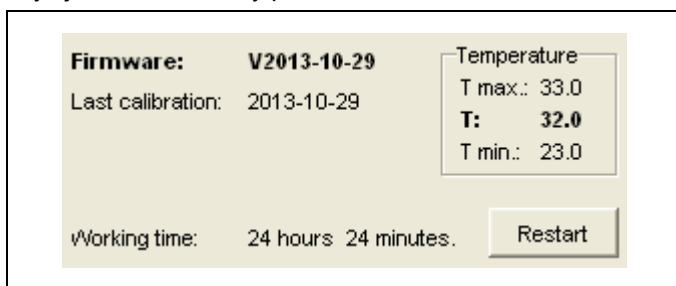 Firmware: V2013-10-29
Last calibration: 2013-10-29
Temperature
T max.: 33.0
T: 32.0
T min.: 23.0
Working time: 24 hours 24 minutes.
Restart